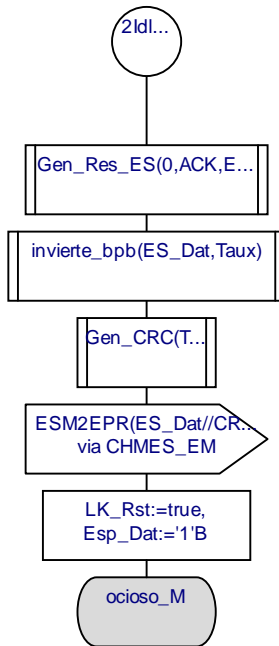 2Idl...
Gen_Res_ES(0,ACK,E...
invierte_bpb(ES_Dat,Taux)
Gen_CRC(T...
ESM2EPR(ES_Dat//CR...
via CHMES_EM
LK_Rst:=true,
Esp_Dat:='1'B
ocioso_M